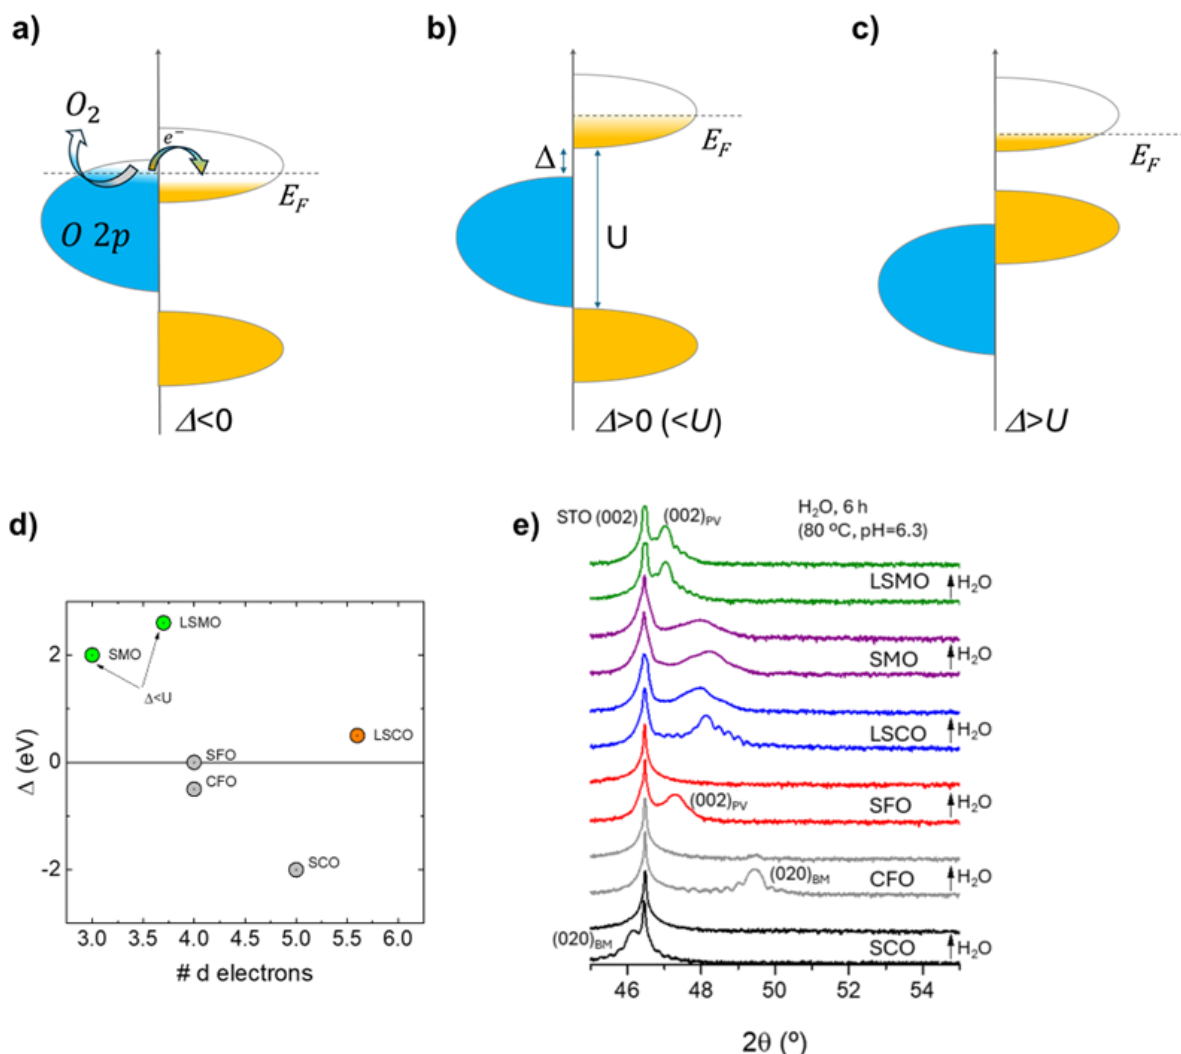 a)
b)
c)
O₂
e⁻
E_F
O 2p
Δ<0
Δ
E_F
U
Δ>0 (<U)
E_F
Δ>U
d)
LSMO
SMO
Δ<U
LSCO
SFO
CFO
SCO
2
0
-2
Δ (eV)
3.0 3.5 4.0 4.5 5.0 5.5 6.0
# d electrons
e)
H₂O, 6 h
(80 ºC, pH=6.3)
STO (002) (002)PV
LSMO H₂O
SMO H₂O
LSCO H₂O
(002)PV
SFO H₂O
(020)BM
CFO H₂O
(020)BM
SCO H₂O
46 48 50 52 54
2θ (º)